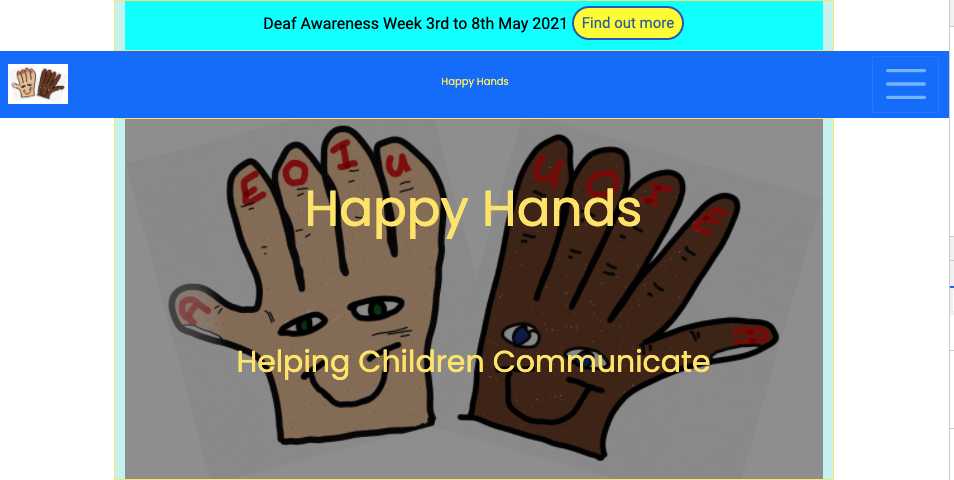 Deaf Awareness Week 3rd to 8th May 2021 Find out more
Happy Hands
E O I U
U O I E
Happy Hands
A
Helping Children Communicate